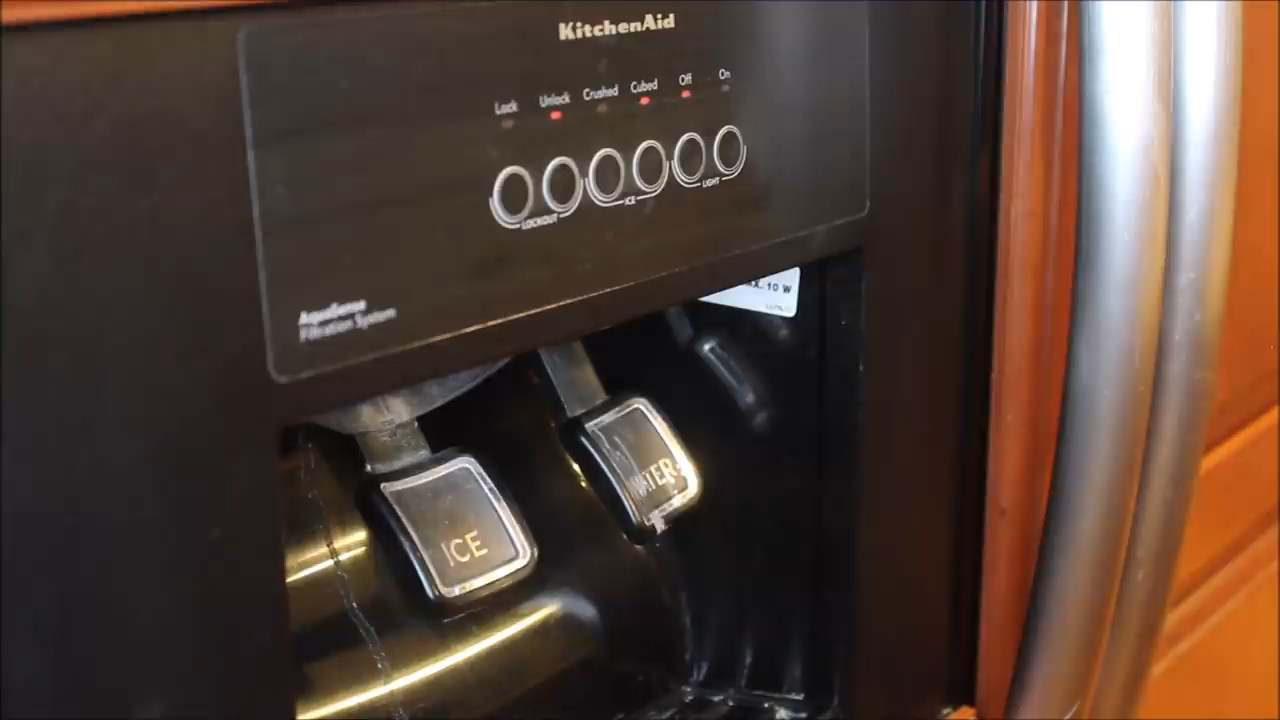 KitchenAid
Lock Unlock Crushed Cubed Off On
LOCKOUT ICE LIGHT
AquaSense
Filtration System
X. 10 W
ICE
WATER